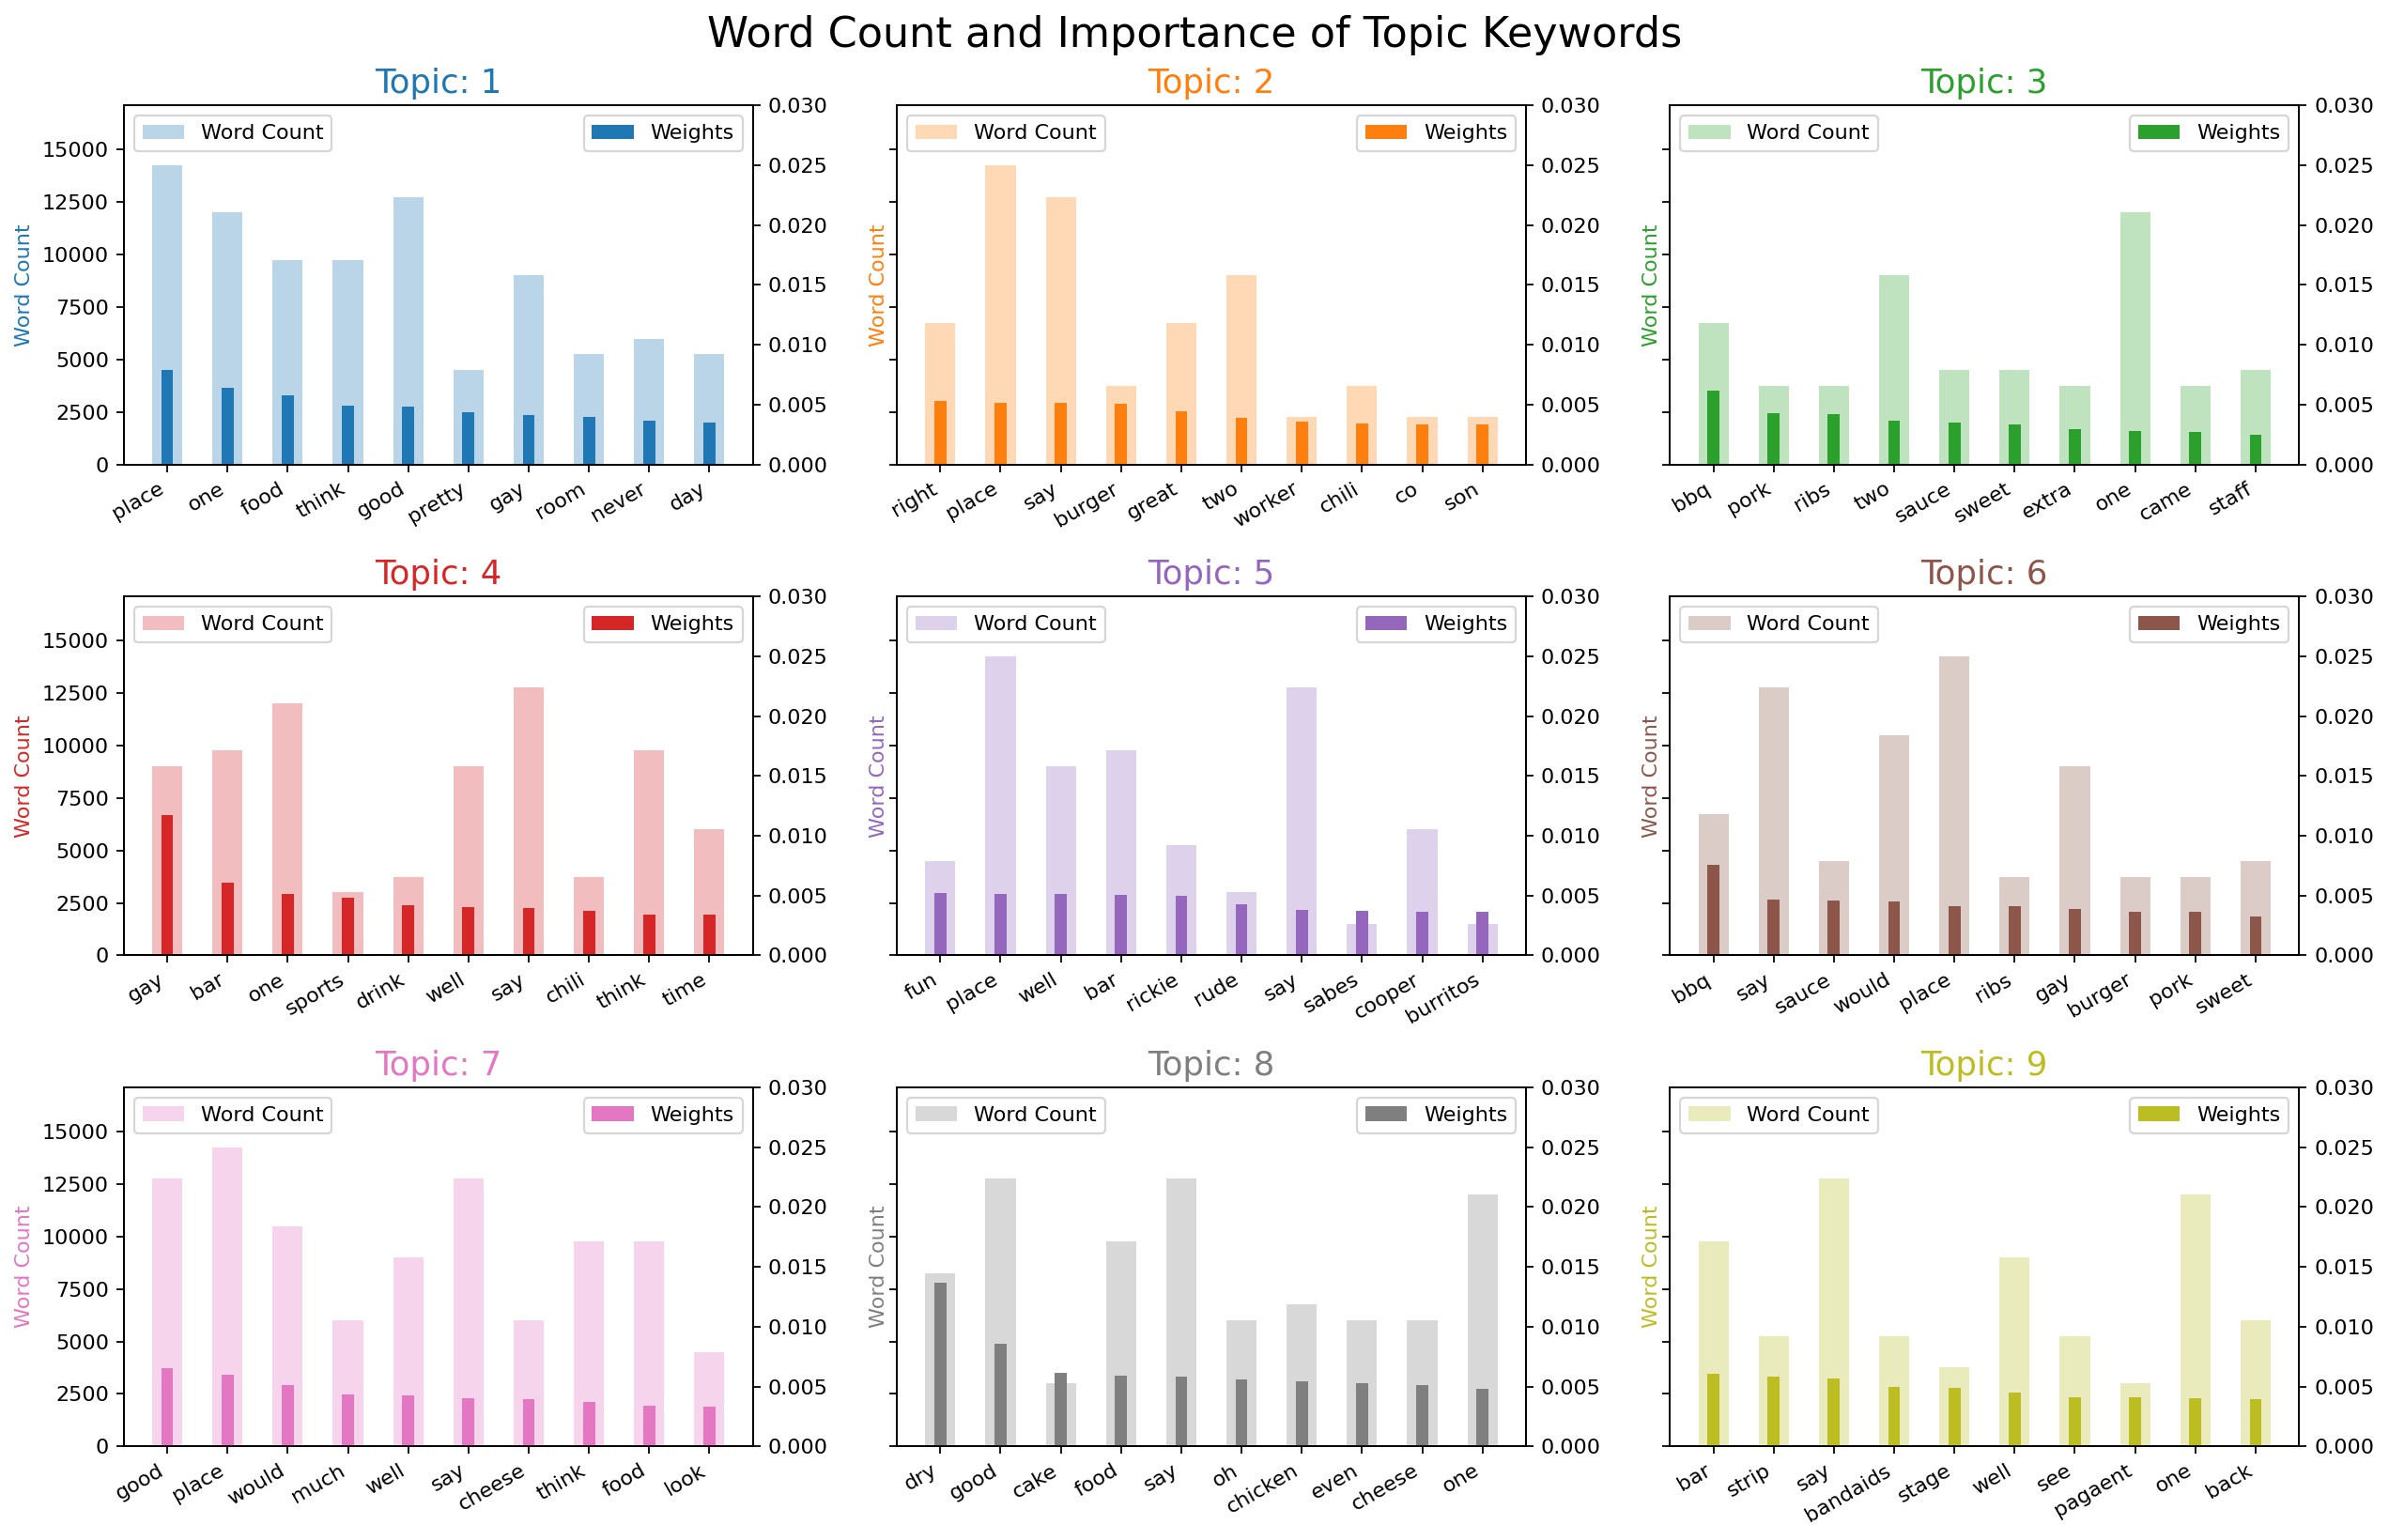 Word Count and Importance of Topic Keywords
Topic: 1
Word Count
Weights
Word Count
15000
12500
10000
7500
5000
2500
0
0.030
0.025
0.020
0.015
0.010
0.005
0.000
place one food think good pretty gay room never day
Topic: 2
Word Count
Weights
Word Count
0.030
0.025
0.020
0.015
0.010
0.005
0.000
right place say burger great two worker chili co son
Topic: 3
Word Count
Weights
Word Count
0.030
0.025
0.020
0.015
0.010
0.005
0.000
bbq pork ribs two sauce sweet extra one came staff
Topic: 4
Word Count
Weights
Word Count
15000
12500
10000
7500
5000
2500
0
0.030
0.025
0.020
0.015
0.010
0.005
0.000
gay bar one sports drink well say chili think time
Topic: 5
Word Count
Weights
Word Count
0.030
0.025
0.020
0.015
0.010
0.005
0.000
fun place well bar rickie rude say sabes cooper burritos
Topic: 6
Word Count
Weights
Word Count
0.030
0.025
0.020
0.015
0.010
0.005
0.000
bbq say sauce would place ribs gay burger pork sweet
Topic: 7
Word Count
Weights
Word Count
15000
12500
10000
7500
5000
2500
0
0.030
0.025
0.020
0.015
0.010
0.005
0.000
good place would much well say cheese think food look
Topic: 8
Word Count
Weights
Word Count
0.030
0.025
0.020
0.015
0.010
0.005
0.000
dry good cake food say oh chicken even cheese one
Topic: 9
Word Count
Weights
Word Count
0.030
0.025
0.020
0.015
0.010
0.005
0.000
bar strip say bandaids stage well see pagaent one back